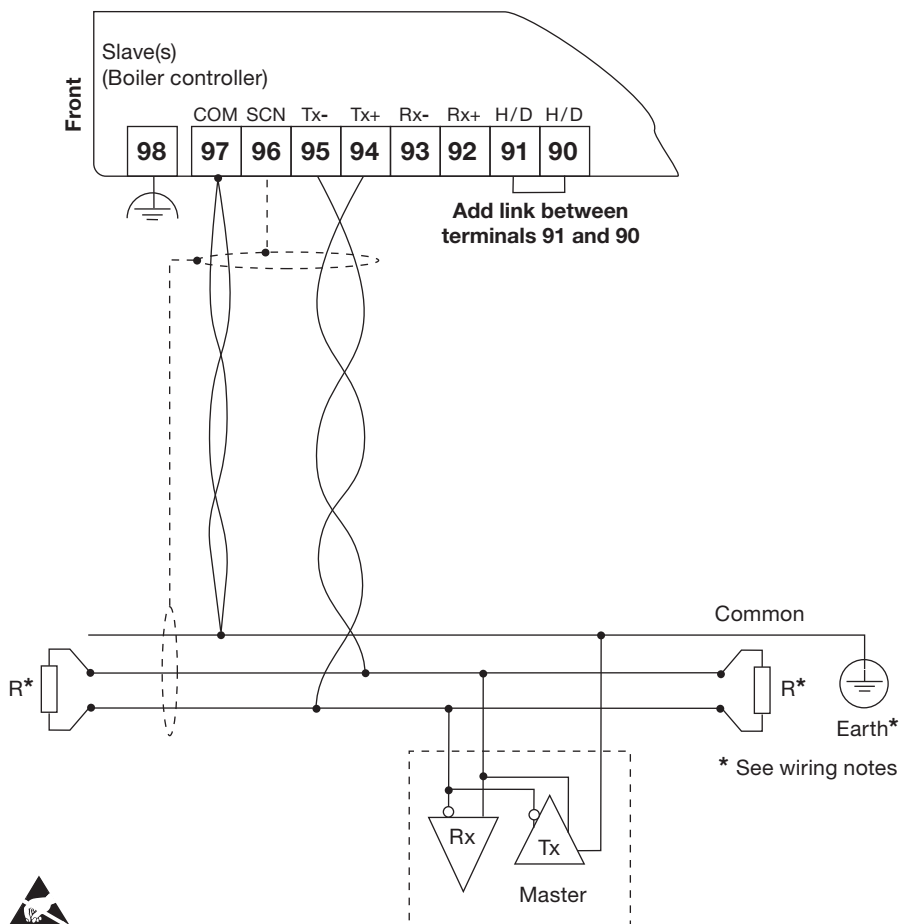 Slave(s)
(Boiler controller)
Front
COM SCN Tx- Tx+ Rx- Rx+ H/D H/D
98 97 96 95 94 93 92 91 90
Add link between
terminals 91 and 90
Common
R*
R*
Earth*
* See wiring notes
Rx
Tx
Master